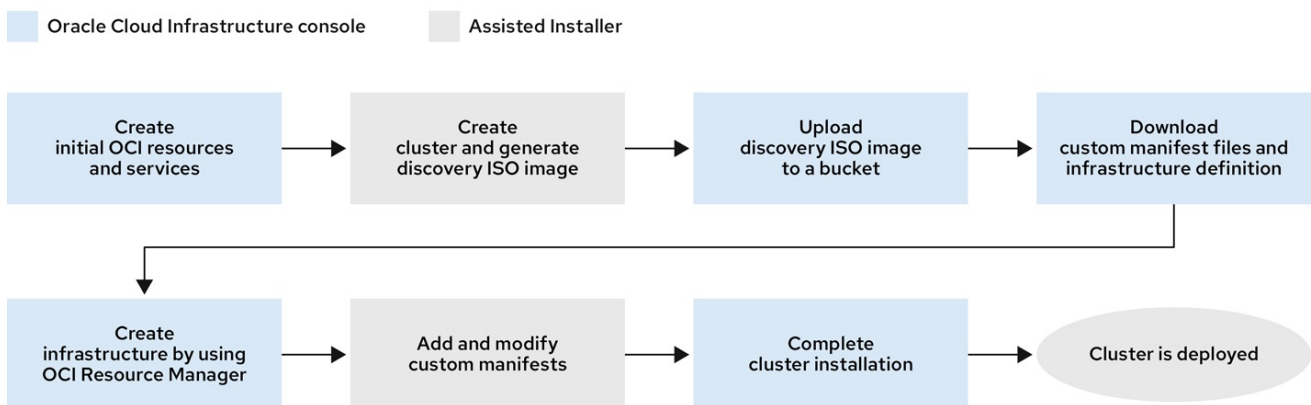 Oracle Cloud Infrastructure console
Assisted Installer
Create
initial OCI resources
and services
Create
cluster and generate
discovery ISO image
Upload
discovery ISO image
to a bucket
Download
custom manifest files and
infrastructure definition
Create
infrastructure by using
OCI Resource Manager
Add and modify
custom manifests
Complete
cluster installation
Cluster is deployed